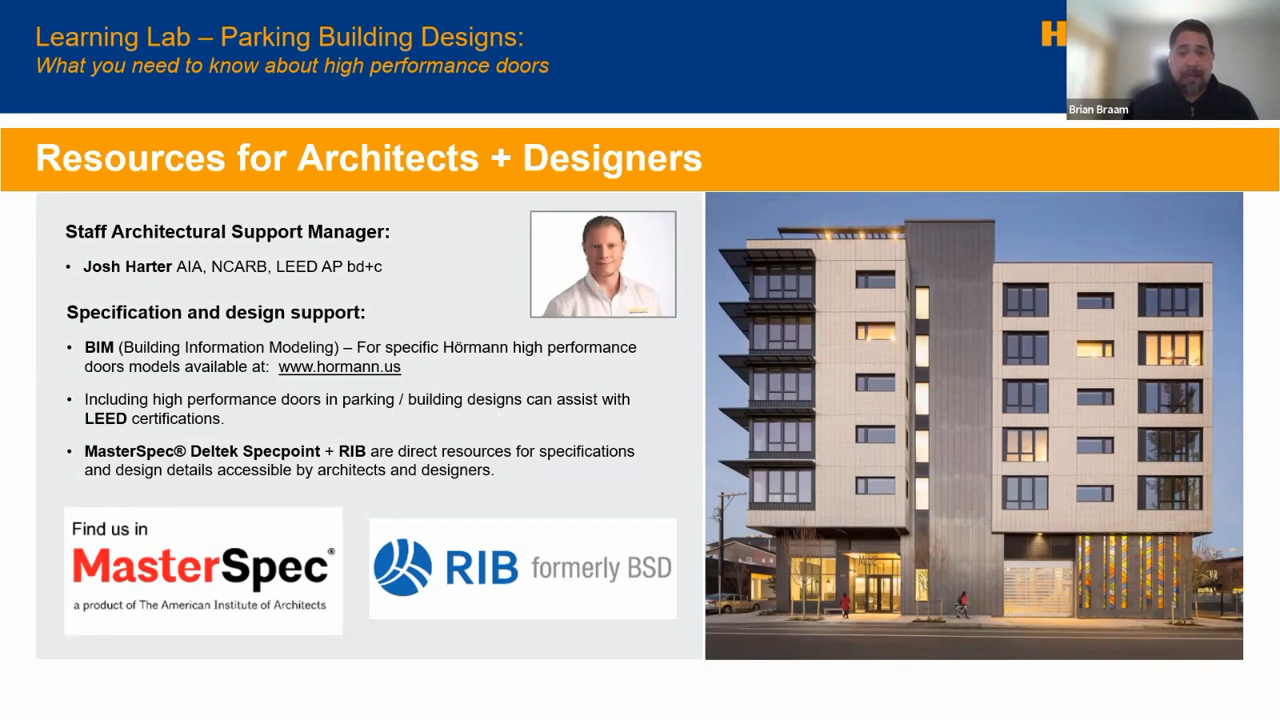 Learning Lab – Parking Building Designs:
What you need to know about high performance doors
H
Brian Braam
Resources for Architects + Designers
Staff Architectural Support Manager:
• Josh Harter AIA, NCARB, LEED AP bd+c
Specification and design support:
• BIM (Building Information Modeling) – For specific Hörmann high performance
doors models available at: www.hormann.us
• Including high performance doors in parking / building designs can assist with
LEED certifications.
• MasterSpec® Deltek Specpoint + RIB are direct resources for specifications
and design details accessible by architects and designers.
Find us in
MasterSpec®
a product of The American Institute of Architects
RIB formerly BSD